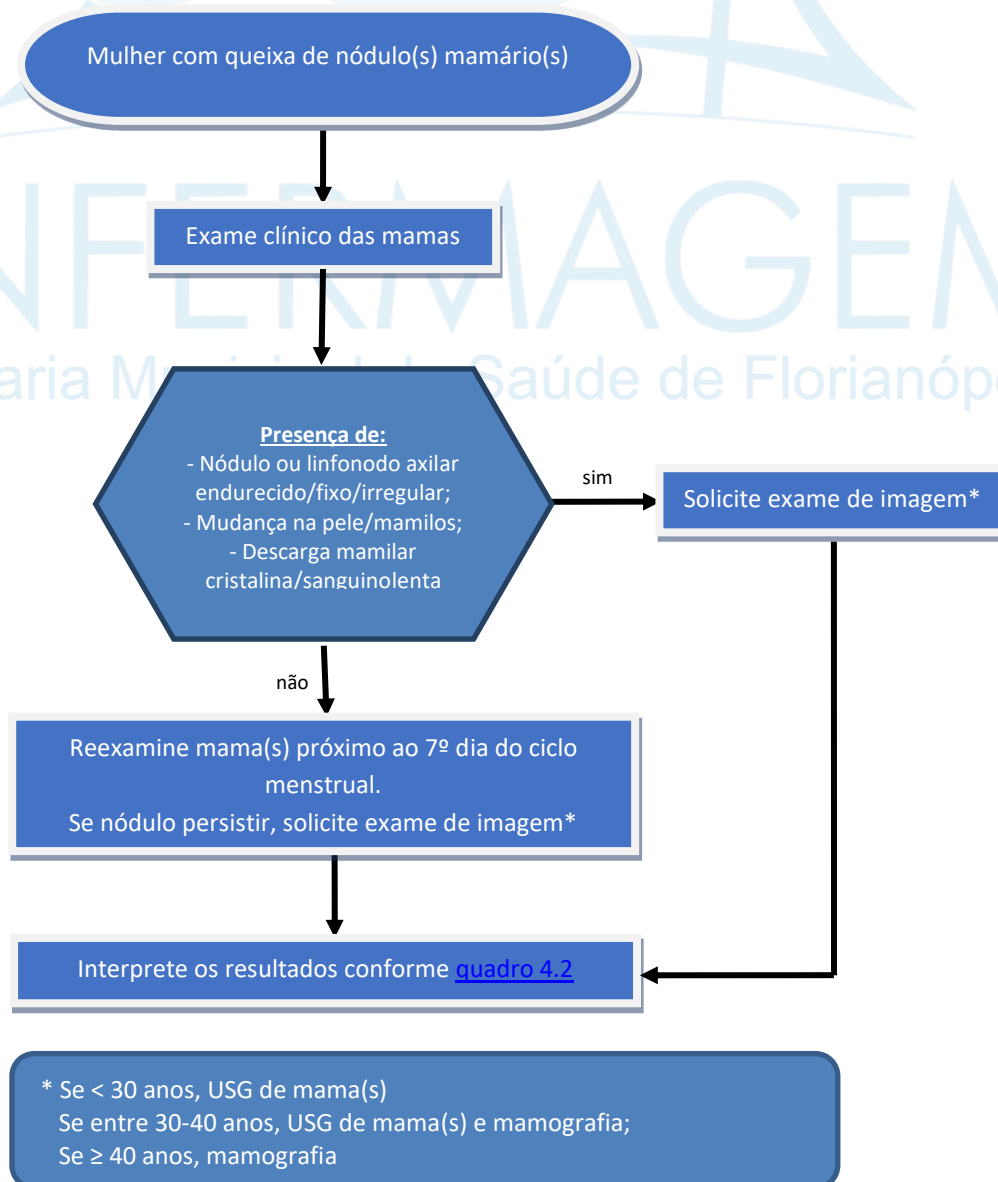 Mulher com queixa de nódulo(s) mamário(s)
Exame clínico das mamas
Presença de:
- Nódulo ou linfonodo axilar
endurecido/fixo/irregular;
- Mudança na pele/mamilos;
- Descarga mamilar
cristalina/sanguinolenta
sim
Solicite exame de imagem*
não
Reexamine mama(s) próximo ao 7º dia do ciclo
menstrual.
Se nódulo persistir, solicite exame de imagem*
Interprete os resultados conforme quadro 4.2
* Se < 30 anos, USG de mama(s)
Se entre 30-40 anos, USG de mama(s) e mamografia;
Se ≥ 40 anos, mamografia
NFERMAGEM
Saúde de Florianóp